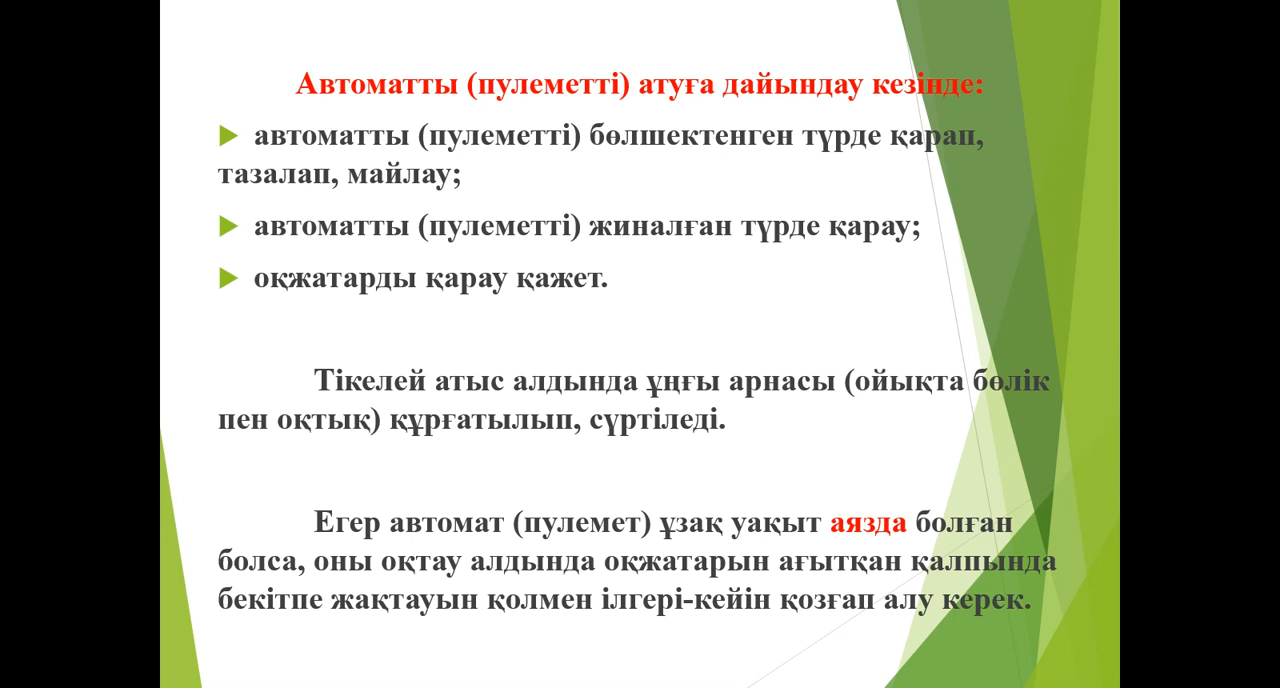 Автоматты (пулеметті) атуға дайындау кезінде:
автоматты (пулеметті) бөлшектенген түрде қарап,
тазалап, майлау;
автоматты (пулеметті) жиналған түрде қарау;
оқжатарды қарау қажет.
Тікелей атыс алдында ұңғы арнасы (ойықта бөлік
пен оқтық) құрғатылып, сүртіледі.
Егер автомат (пулемет) ұзақ уақыт аязда болған
болса, оны оқтау алдында оқжатарын ағытқан қалпында
бекітпе жақтауын қолмен ілгері-кейін қозғап алу керек.